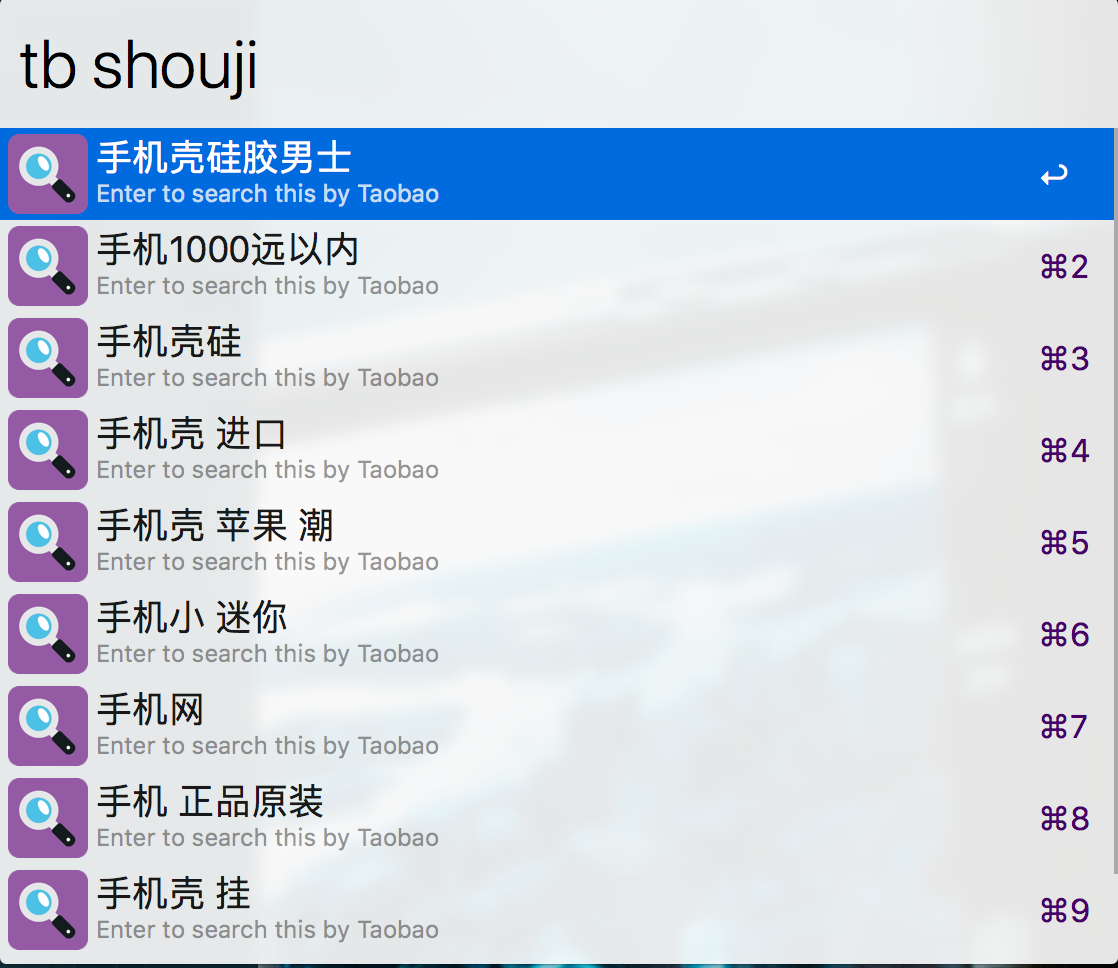 tb shouji
手机壳硅胶男士
Enter to search this by Taobao
手机1000远以内
Enter to search this by Taobao
⌘2
手机壳硅
Enter to search this by Taobao
⌘3
手机壳 进口
Enter to search this by Taobao
⌘4
手机壳 苹果 潮
Enter to search this by Taobao
⌘5
手机小 迷你
Enter to search this by Taobao
⌘6
手机网
Enter to search this by Taobao
⌘7
手机 正品原装
Enter to search this by Taobao
⌘8
手机壳 挂
Enter to search this by Taobao
⌘9